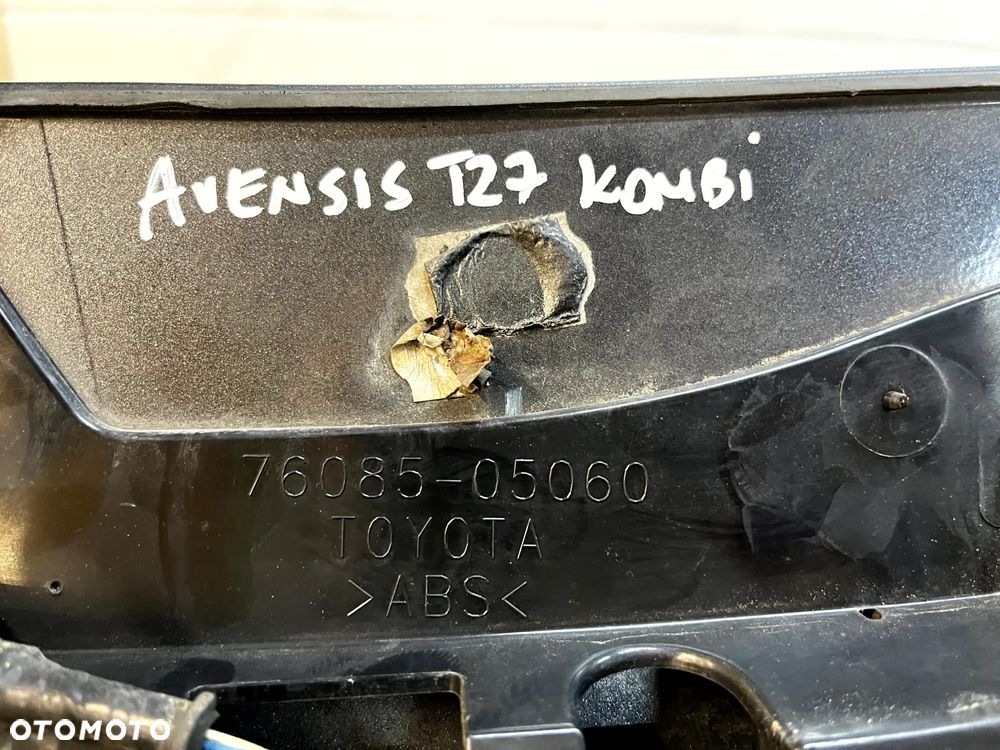 AVENSIS T27 KOMBi
76085-05060
TOYOTA
>ABS<
OTOMOTO